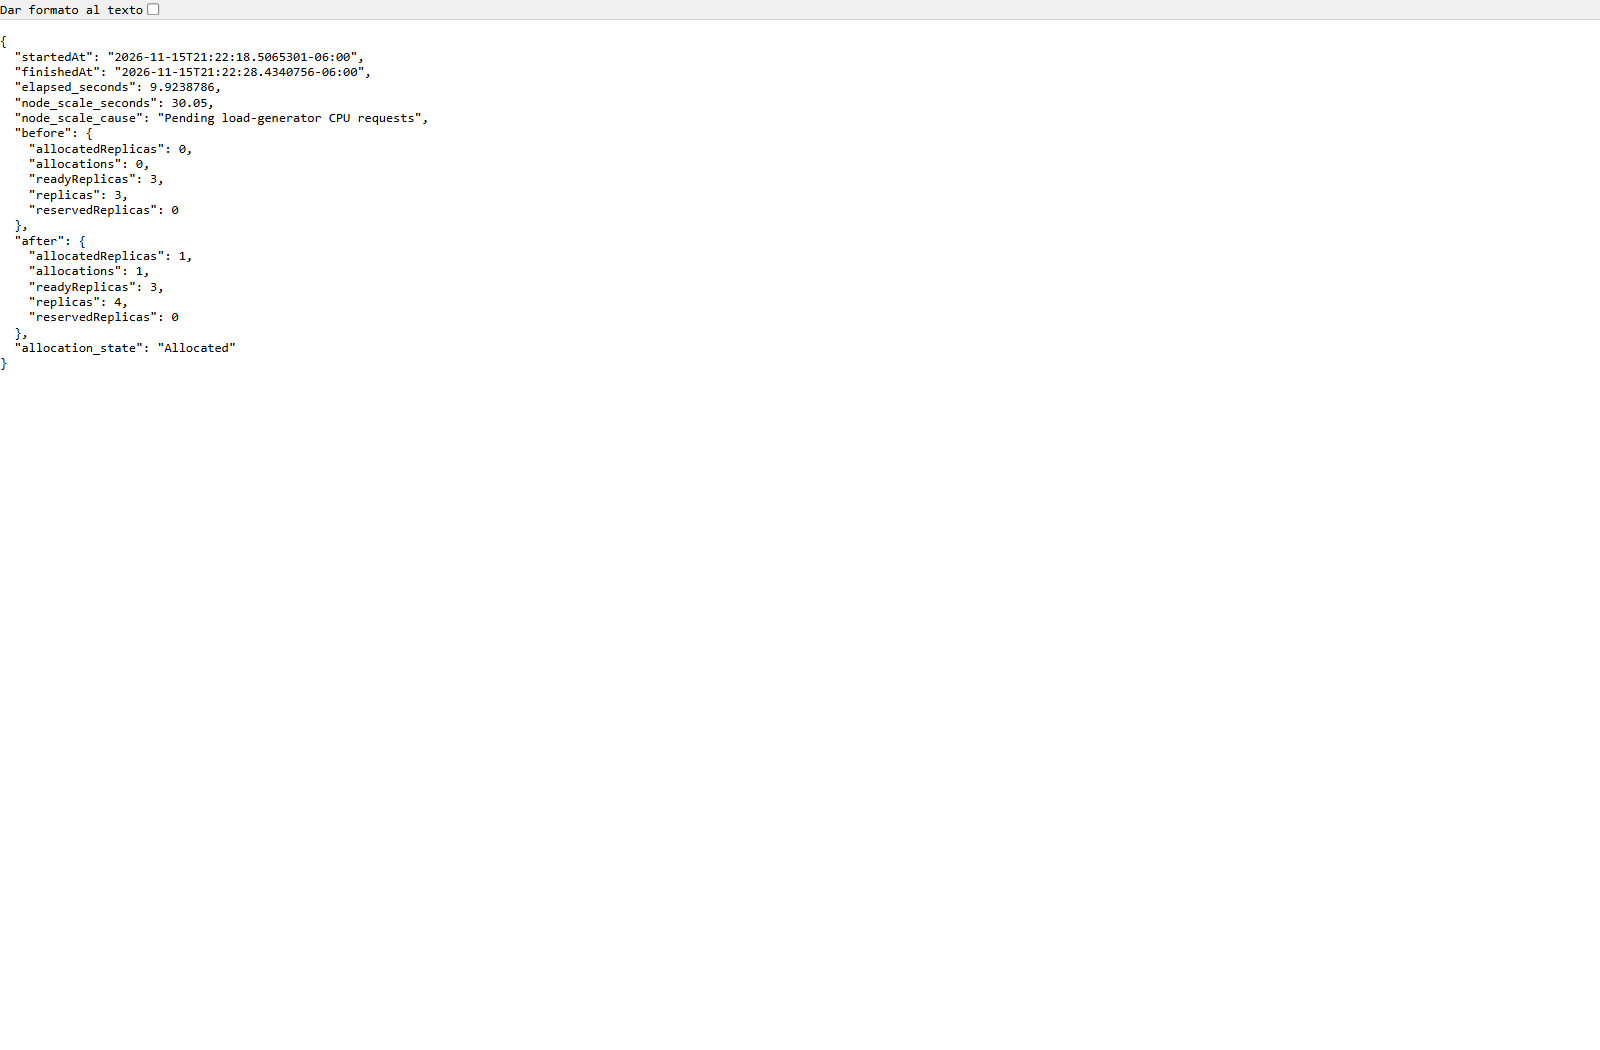 Dar formato al texto
{
  "startedAt": "2026-11-15T21:22:18.5065301-06:00",
  "finishedAt": "2026-11-15T21:22:28.4340756-06:00",
  "elapsed_seconds": 9.9238786,
  "node_scale_seconds": 30.05,
  "node_scale_cause": "Pending load-generator CPU requests",
  "before": {
    "allocatedReplicas": 0,
    "allocations": 0,
    "readyReplicas": 3,
    "replicas": 3,
    "reservedReplicas": 0
  },
  "after": {
    "allocatedReplicas": 1,
    "allocations": 1,
    "readyReplicas": 3,
    "replicas": 4,
    "reservedReplicas": 0
  },
  "allocation_state": "Allocated"
}